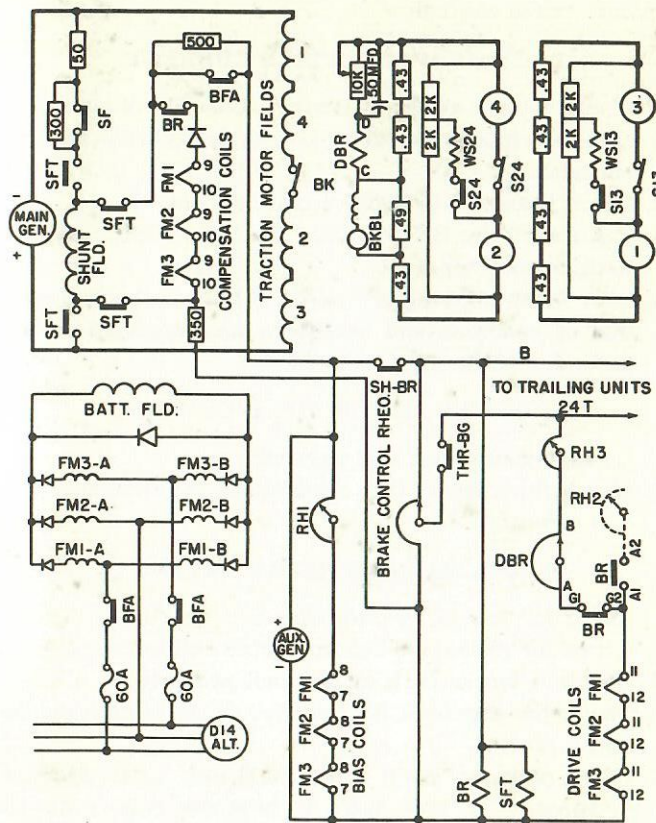 50
500
300
SF
BFA
BR
SFT
SFT
SFT
SFT
MAIN GEN.
-
+
SHUNT FLD.
FM1
9
10
FM2
9
10
FM3
9
10
COMPENSATION COILS
350
TRACTION MOTOR FIELDS
1
4
2
3
BK
10K
50 MFD
D
DBR
C
BKBL
.43
.43
.49
.43
2K
2K
WS24
S24
4
S24
2
.43
.43
.43
.43
2K
2K
WS13
S13
3
S13
1
B
SH-BR
TO TRAILING UNITS
24 T
BATT. FLD.
FM3-A
FM3-B
FM2-A
FM2-B
FM1-A
FM1-B
BFA
BFA
60A
60A
D14 ALT.
RH1
BRAKE CONTROL RHEO.
THR-BG
RH3
RH2
A2
B
DBR
A
BR
A1
G1
G2
BR
+
AUX GEN.
-
FM1
8
7
FM2
8
7
FM3
8
7
BIAS COILS
BR
SFT
DRIVE COILS
FM1
11
12
FM2
11
12
FM3
11
12